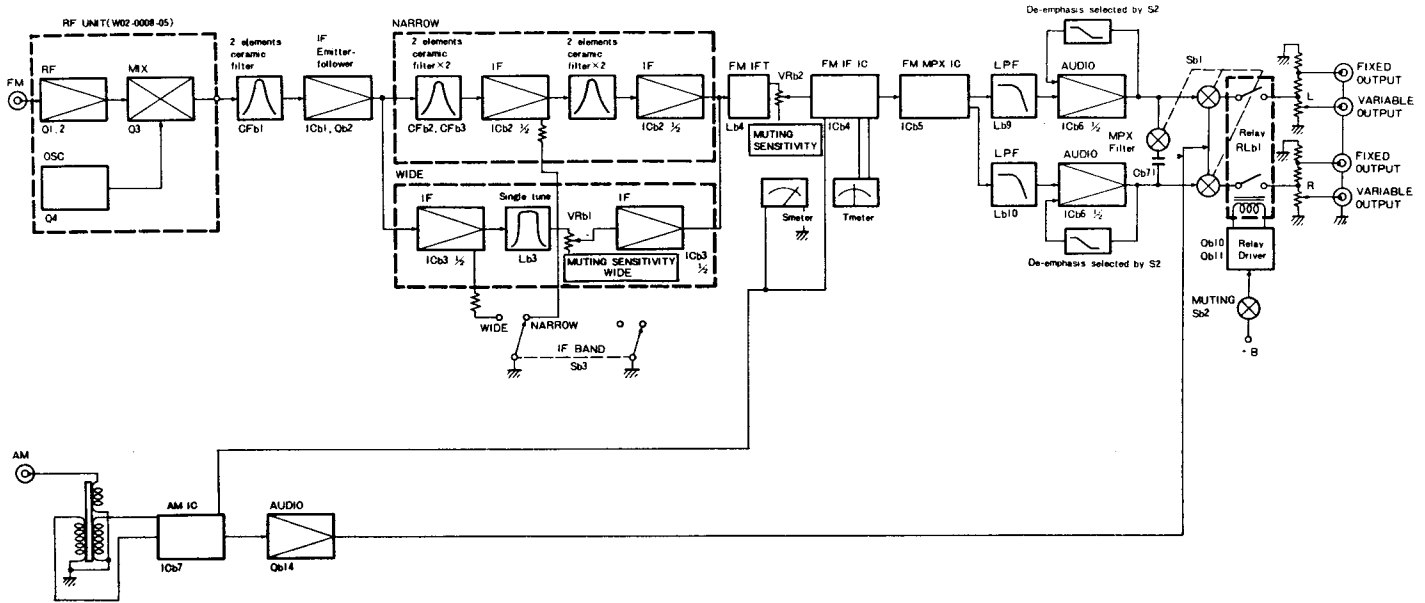 RF UNIT(W02-0008-05)
FM
RF
Q1, 2
MIX
Q3
OSC
Q4
2 elements
ceramic
filter
CFb1
IF
Emitter-
follower
ICb1, Qb2
NARROW
2 elements
ceramic
filter×2
CFb2, CFb3
IF
ICb2 ½
2 elements
ceramic
filter×2
IF
ICb2 ½
WIDE
IF
ICb3 ½
Single tune
Lb3
VRb1
MUTING SENSITIVITY
WIDE
IF
ICb3
½
WIDE
NARROW
IF BAND
Sb3
FM IFT
Lb4
VRb2
MUTING
SENSITIVITY
FM IF IC
ICb4
Smeter
Tmeter
FM MPX IC
ICb5
LPF
Lb9
LPF
Lb10
De-emphasis selected by S2
AUDIO
ICb6 ½
AUDIO
ICb6 ½
De-emphasis selected by S2
MPX
Filter
Cb71
Sb1
L
Relay
RLb1
R
Qb10
Qb11
Relay
Driver
MUTING
Sb2
+B
FIXED
OUTPUT
VARIABLE
OUTPUT
FIXED
OUTPUT
VARIABLE
OUTPUT
AM
AM IC
ICb7
AUDIO
Qb14